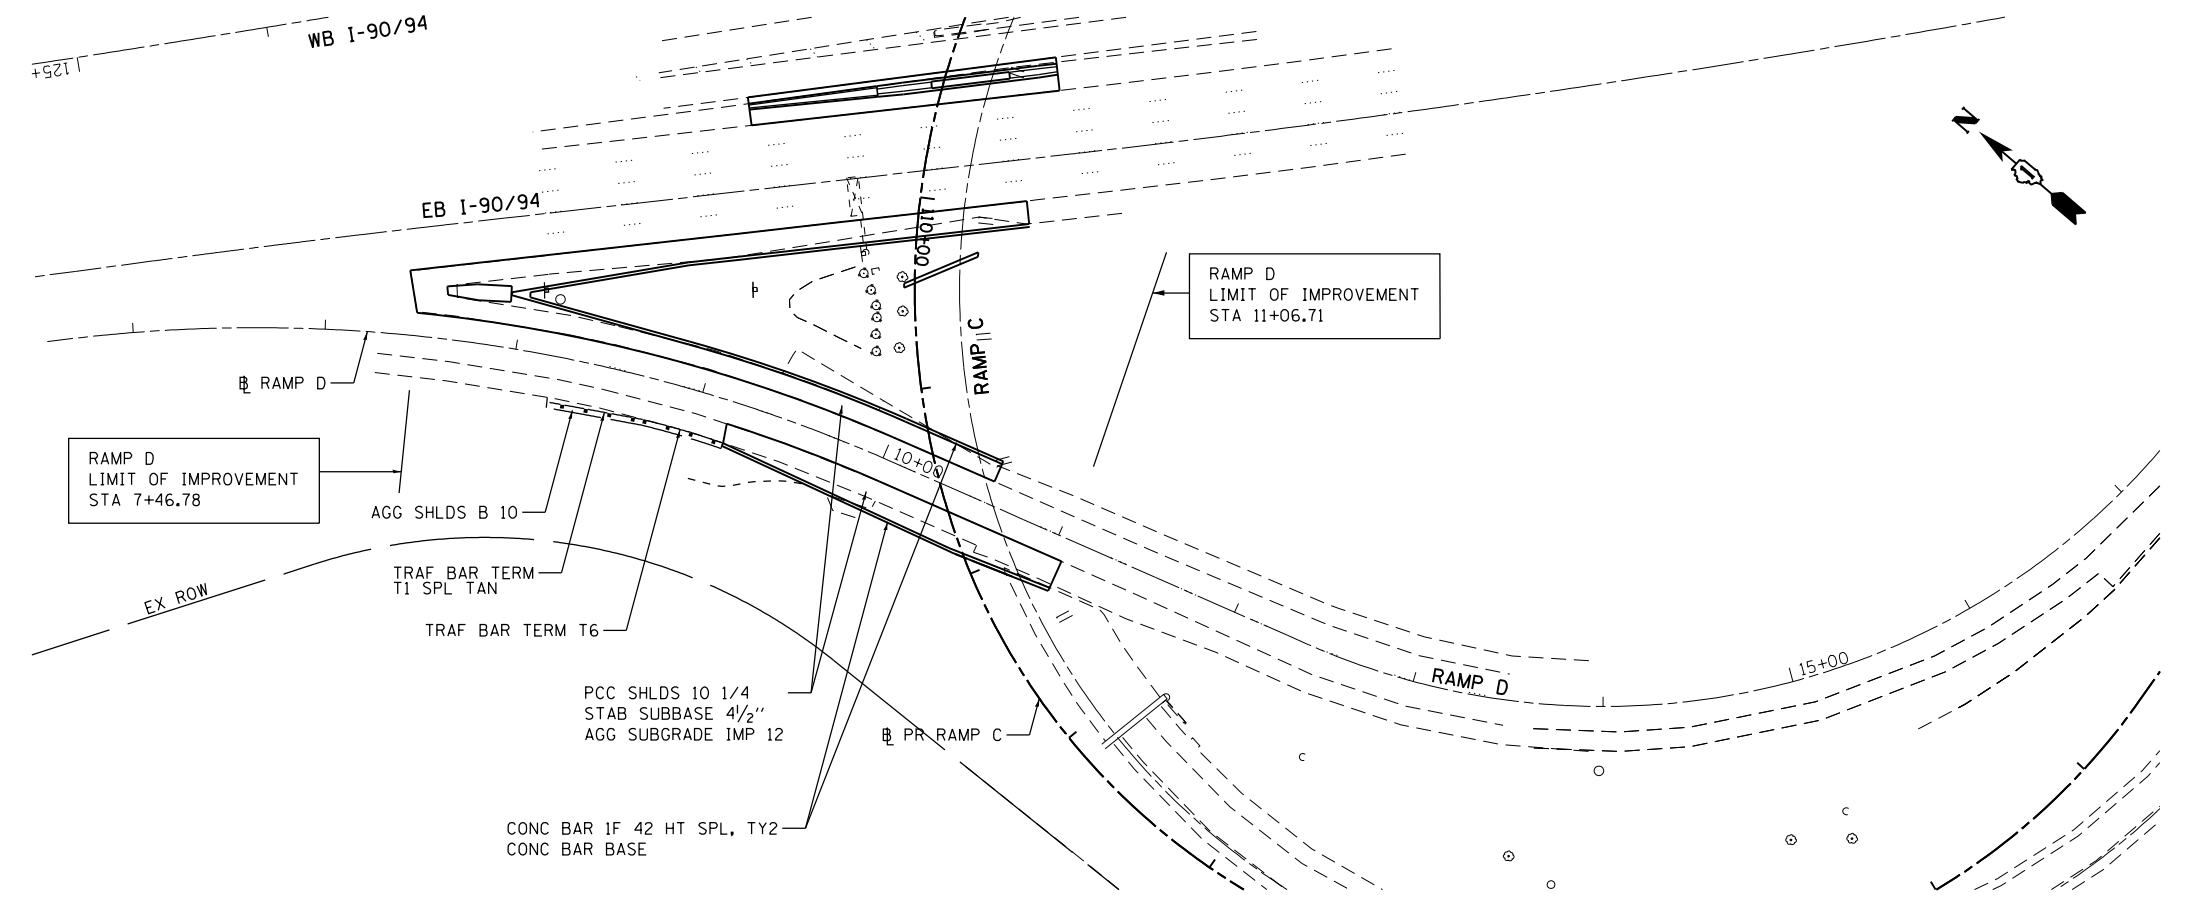 WB I-90/94
125+
N
EB I-90/94
110+00
RAMP D
LIMIT OF IMPROVEMENT
STA 11+06.71
RAMP C
℄ RAMP D
RAMP D
LIMIT OF IMPROVEMENT
STA 7+46.78
10+00
AGG SHLDS B 10
TRAF BAR TERM
T1 SPL TAN
EX ROW
TRAF BAR TERM T6
15+00
RAMP D
PCC SHLDS 10 1/4
STAB SUBBASE 4½''
AGG SUBGRADE IMP 12
℄ PR RAMP C
CONC BAR 1F 42 HT SPL, TY2
CONC BAR BASE